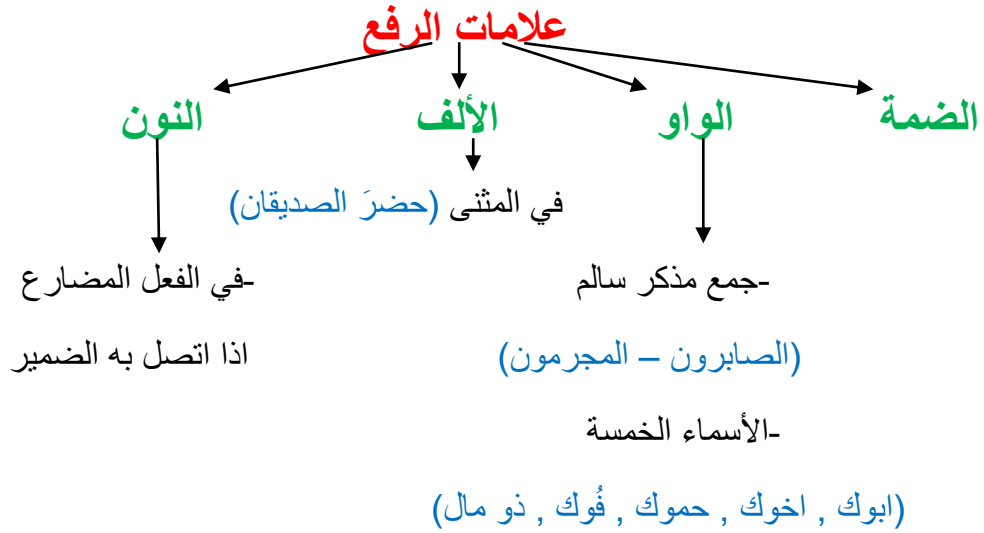 علامات الرفع
الضمة الواو الألف النون
في المثنى (حضرَ الصديقان)
-جمع مذكر سالم
-في الفعل المضارع
(الصابرون – المجرمون)
اذا اتصل به الضمير
-الأسماء الخمسة
(ابوك , اخوك , حموك , فُوك , ذو مال)